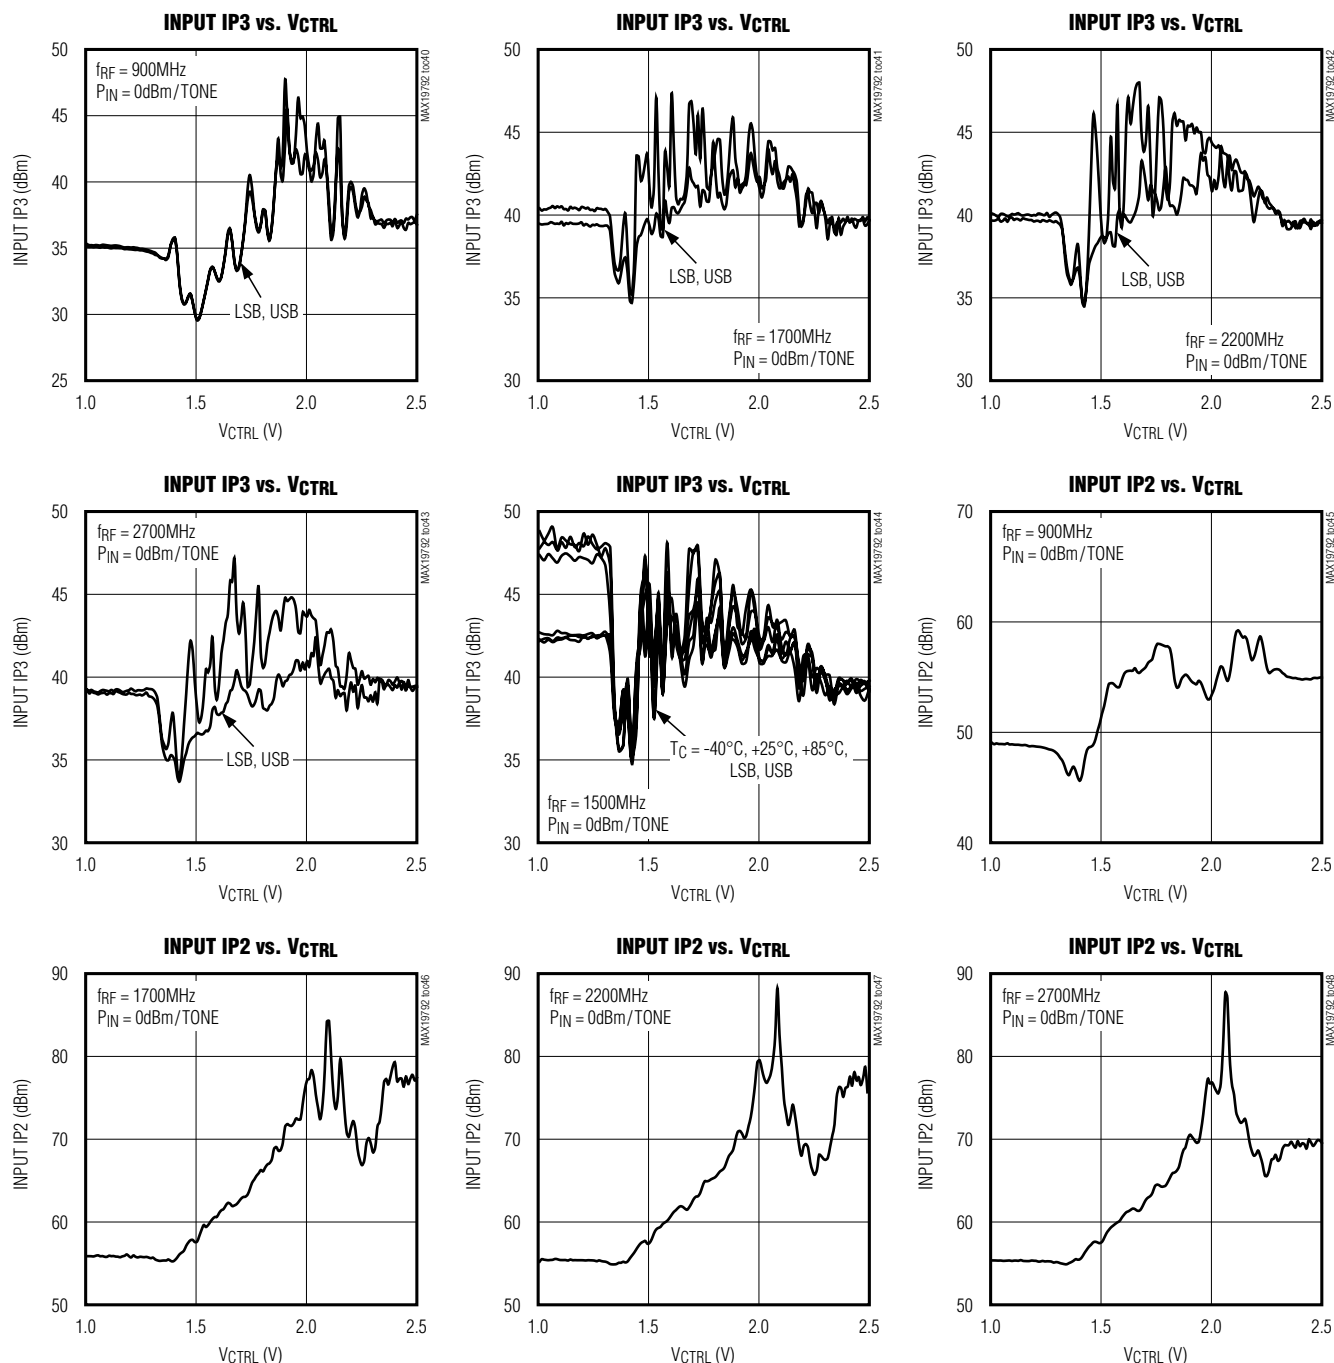 INPUT IP3 vs. VCTRL
50
45
40
35
30
25
INPUT IP3 (dBm)
fRF = 900MHz
PIN = 0dBm/TONE
LSB, USB
1.0 1.5 2.0 2.5
VCTRL (V)
MAX19792 toc40
INPUT IP3 vs. VCTRL
50
45
40
35
30
INPUT IP3 (dBm)
LSB, USB
fRF = 1700MHz
PIN = 0dBm/TONE
1.0 1.5 2.0 2.5
VCTRL (V)
MAX19792 toc41
INPUT IP3 vs. VCTRL
50
45
40
35
30
INPUT IP3 (dBm)
LSB, USB
fRF = 2200MHz
PIN = 0dBm/TONE
1.0 1.5 2.0 2.5
VCTRL (V)
MAX19792 toc42
INPUT IP3 vs. VCTRL
50
45
40
35
30
INPUT IP3 (dBm)
fRF = 2700MHz
PIN = 0dBm/TONE
LSB, USB
1.0 1.5 2.0 2.5
VCTRL (V)
MAX19792 toc43
INPUT IP3 vs. VCTRL
50
45
40
35
30
INPUT IP3 (dBm)
TC = -40°C, +25°C, +85°C,
LSB, USB
fRF = 1500MHz
PIN = 0dBm/TONE
1.0 1.5 2.0 2.5
VCTRL (V)
MAX19792 toc44
INPUT IP2 vs. VCTRL
70
60
50
40
INPUT IP2 (dBm)
fRF = 900MHz
PIN = 0dBm/TONE
1.0 1.5 2.0 2.5
VCTRL (V)
MAX19792 toc45
INPUT IP2 vs. VCTRL
90
80
70
60
50
INPUT IP2 (dBm)
fRF = 1700MHz
PIN = 0dBm/TONE
1.0 1.5 2.0 2.5
VCTRL (V)
MAX19792 toc46
INPUT IP2 vs. VCTRL
90
80
70
60
50
INPUT IP2 (dBm)
fRF = 2200MHz
PIN = 0dBm/TONE
1.0 1.5 2.0 2.5
VCTRL (V)
MAX19792 toc47
INPUT IP2 vs. VCTRL
90
80
70
60
50
INPUT IP2 (dBm)
fRF = 2700MHz
PIN = 0dBm/TONE
1.0 1.5 2.0 2.5
VCTRL (V)
MAX19792 toc48